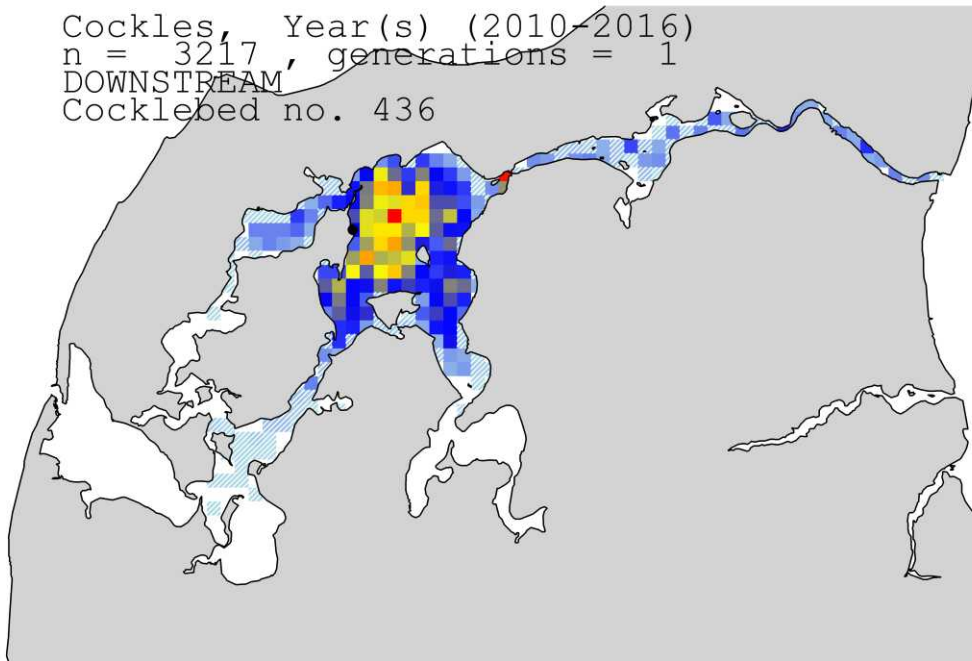 Cockles, Year(s) (2010-2016)
n = 3217 , generations = 1
DOWNSTREAM
Cocklebed no. 436